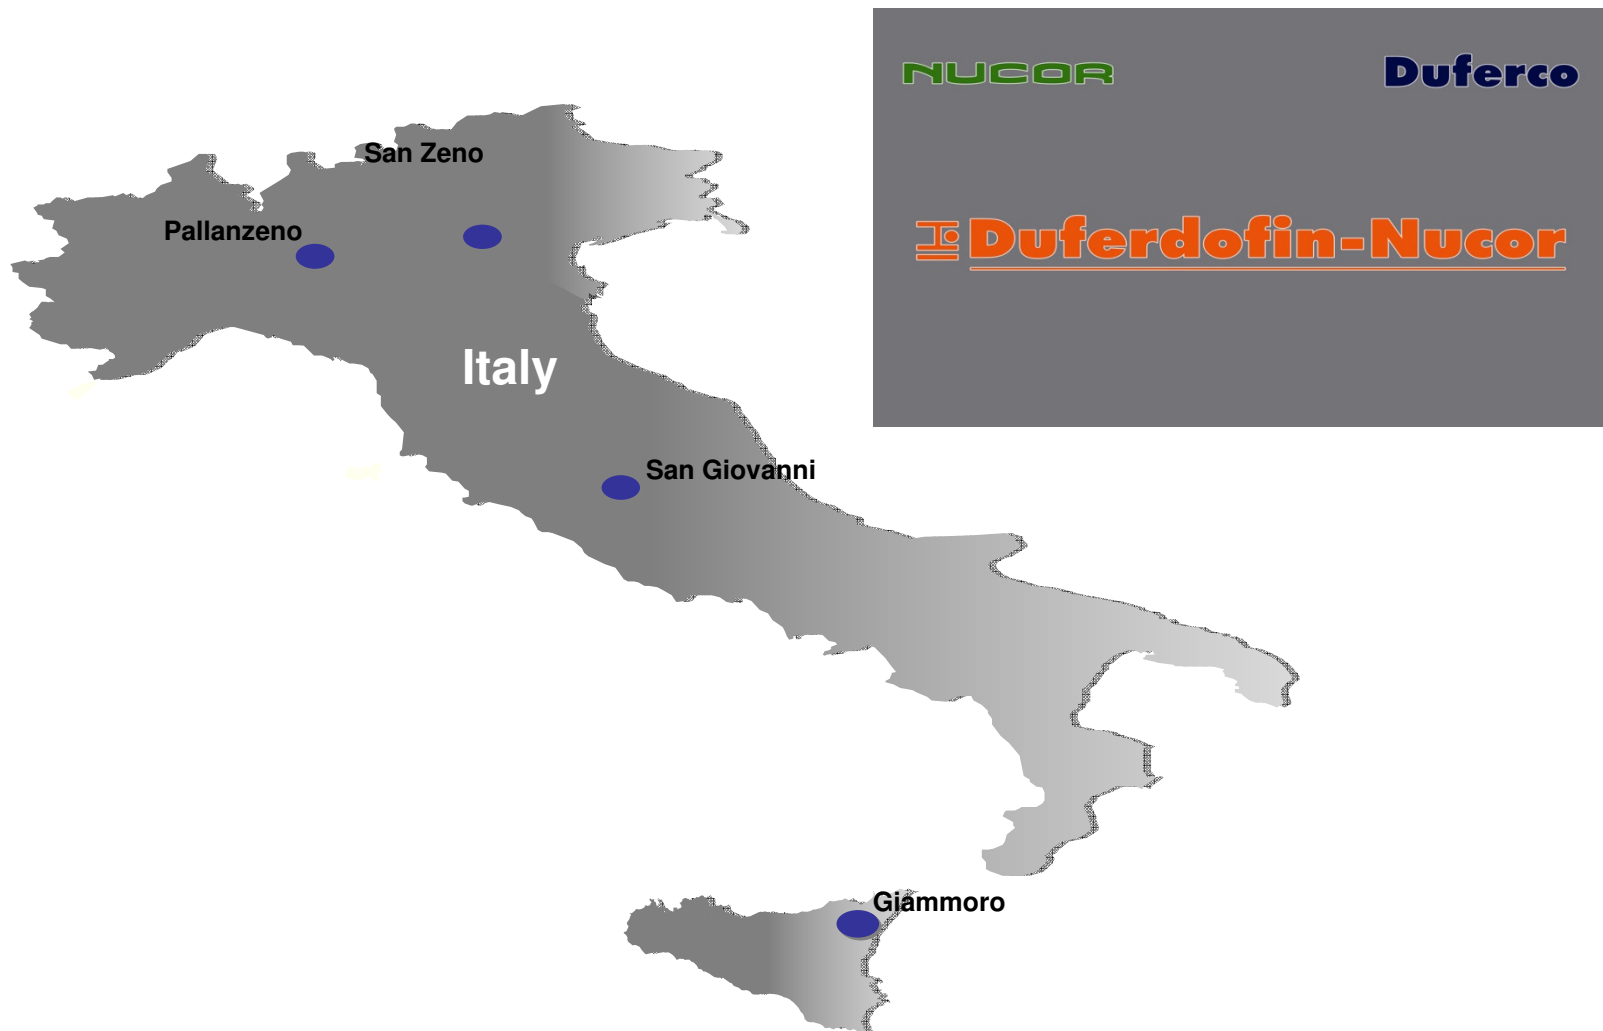 NUCOR
Duferco
San Zeno
Pallanzeno
Duferdofin-Nucor
Italy
San Giovanni
Giammoro